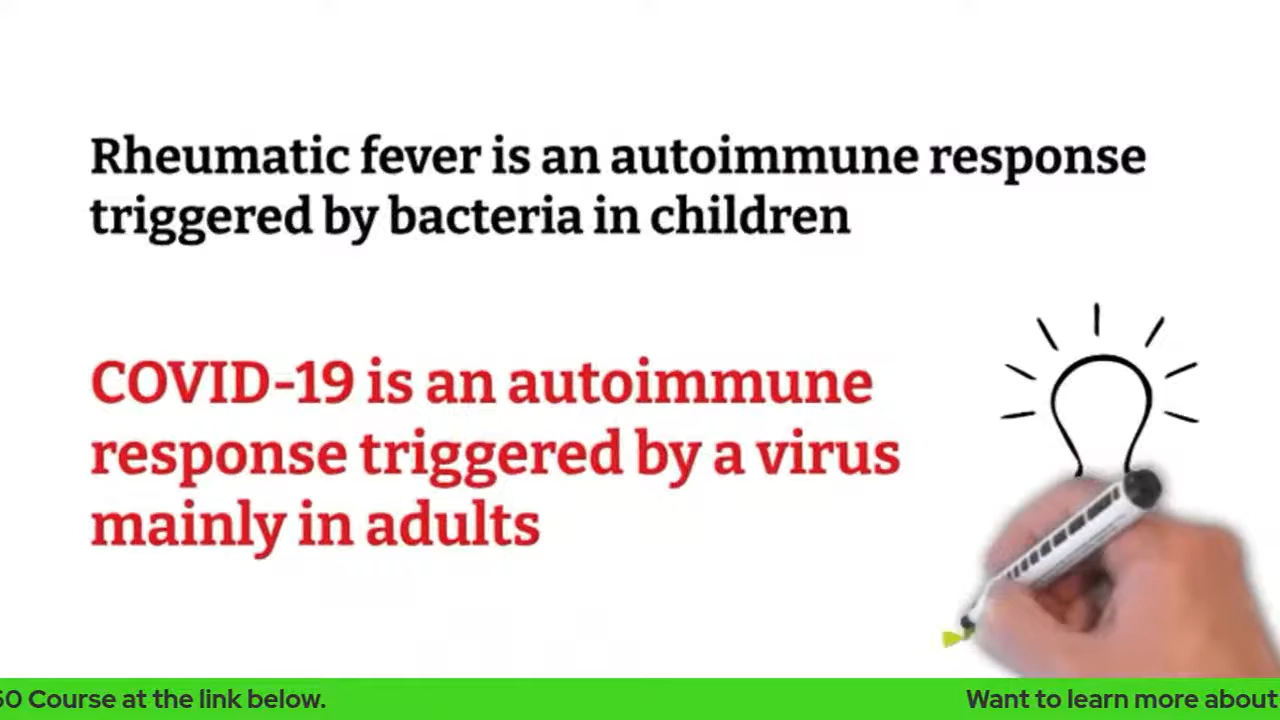 Rheumatic fever is an autoimmune response
triggered by bacteria in children
COVID-19 is an autoimmune
response triggered by a virus
mainly in adults
Course at the link below.
Want to learn more about